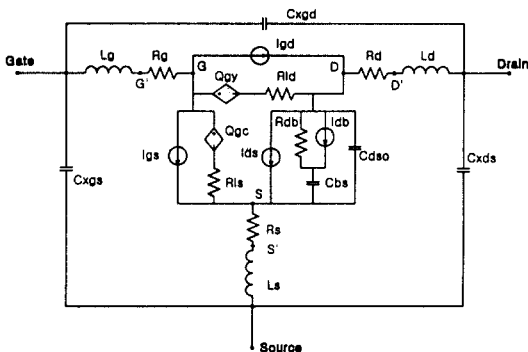 Cxgd
Gate
Lg
Rg
G
Igd
D
Rd
Ld
Drain
G'
Qgy
Rld
D'
Qgc
Rdb
Idb
Igs
Ids
Cdso
Cxgs
Rls
Cbs
Cxds
S
Rs
S'
Ls
Source